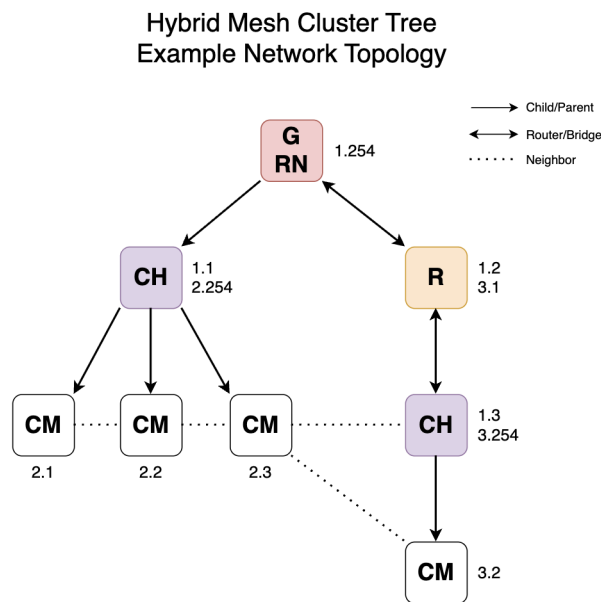 Hybrid Mesh Cluster Tree
Example Network Topology
Child/Parent
Router/Bridge
Neighbor
G
RN
1.254
CH
1.1
2.254
R
1.2
3.1
CM
CM
CM
CH
1.3
3.254
2.1
2.2
2.3
CM
3.2